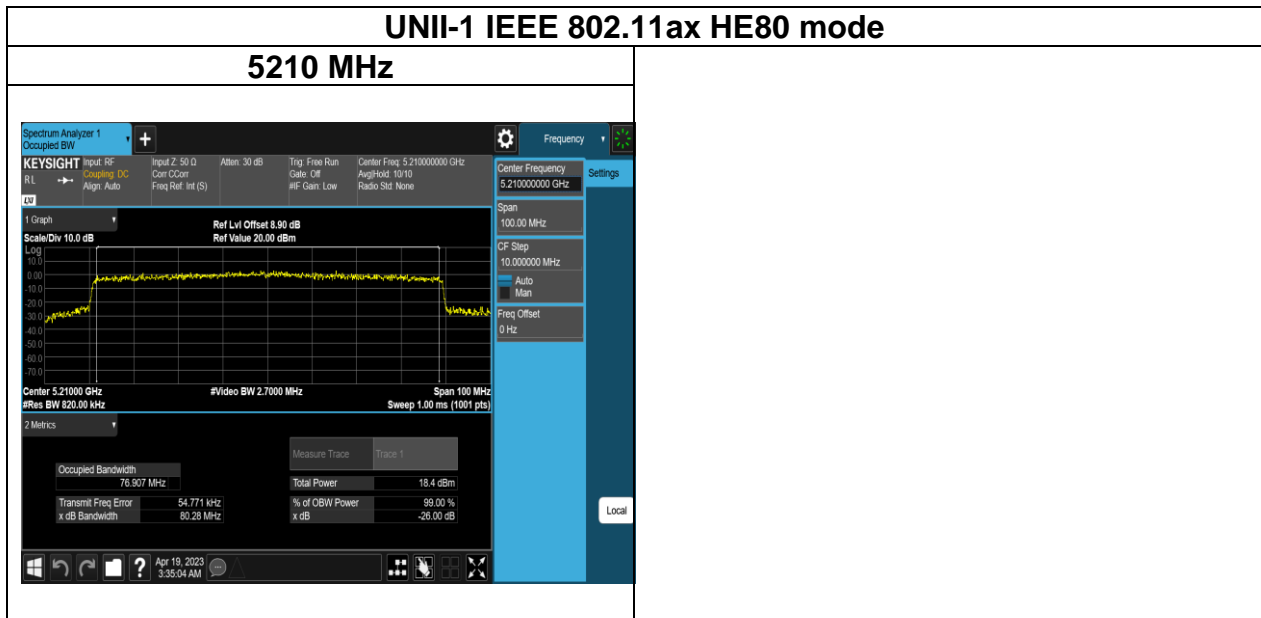 UNII-1 IEEE 802.11ax HE80 mode
5210 MHz
Spectrum Analyzer 1
Occupied BW
+
Frequency
KEYSIGHT
RL
LXI
Input: RF
Coupling: DC
Align: Auto
Input Z: 50 Ω
Corr CCorr
Freq Ref: Int (S)
Atten: 30 dB
Trig: Free Run
Gate: Off
#IF Gain: Low
Center Freq: 5.210000000 GHz
Avg|Hold: 10/10
Radio Std: None
Center Frequency
5.210000000 GHz
Settings
Span
100.00 MHz
CF Step
10.000000 MHz
Auto
Man
Freq Offset
0 Hz
Local
1 Graph
Scale/Div 10.0 dB
Ref Lvl Offset 8.90 dB
Ref Value 20.00 dBm
Log
10.0
0.00
-10.0
-20.0
-30.0
-40.0
-50.0
-60.0
-70.0
Center 5.21000 GHz
#Video BW 2.7000 MHz
Span 100 MHz
#Res BW 820.00 kHz
Sweep 1.00 ms (1001 pts)
2 Metrics
Measure Trace Trace 1
Occupied Bandwidth
76.907 MHz
Total Power 18.4 dBm
Transmit Freq Error 54.771 kHz
% of OBW Power 99.00 %
x dB Bandwidth 80.28 MHz
x dB -26.00 dB
?
Apr 19, 2023
3:35:04 AM